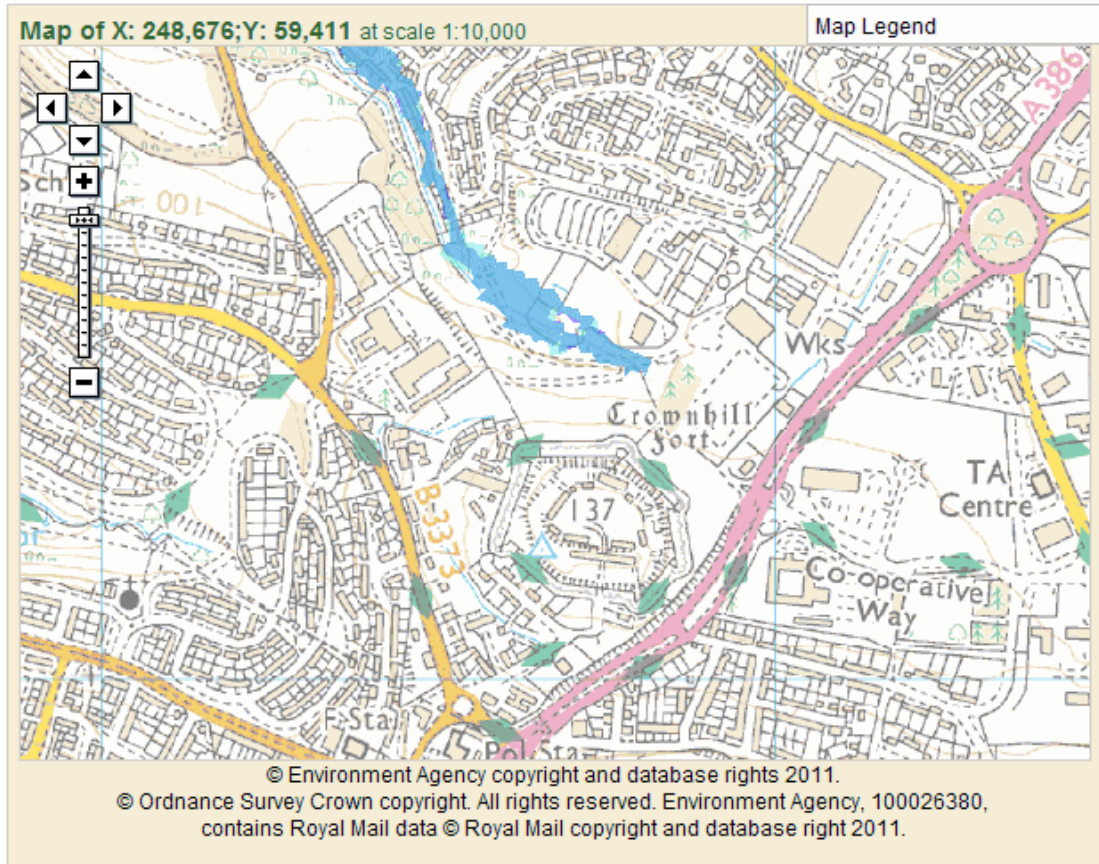 Map of X: 248,676;Y: 59,411 at scale 1:10,000
Map Legend
A 386
Sch
100
Wks
Crownhill
Fort
137
B 3373
TA
Centre
Co-operative
Way
F Sta
Pol Sta
© Environment Agency copyright and database rights 2011.
© Ordnance Survey Crown copyright. All rights reserved. Environment Agency, 100026380,
contains Royal Mail data © Royal Mail copyright and database right 2011.